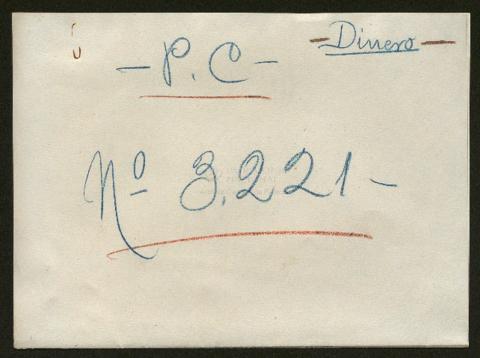 - Dinero -
- P. C -
Nº 3.221 -